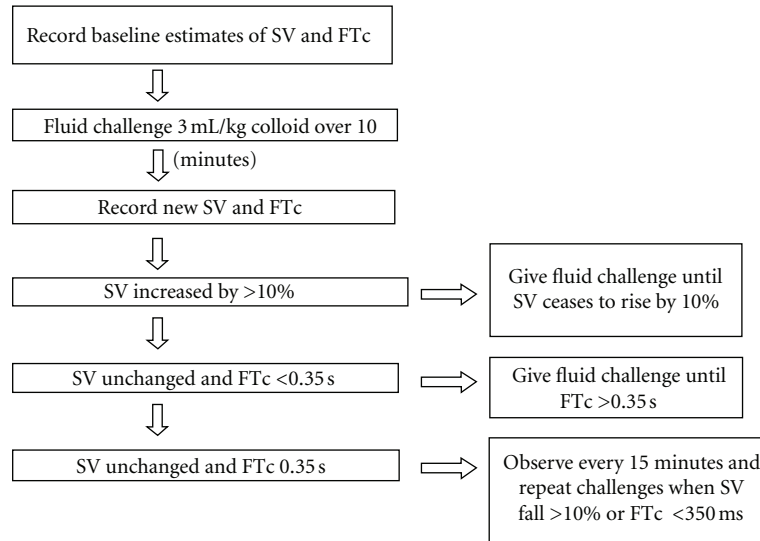 Record baseline estimates of SV and FTc
Fluid challenge 3 mL/kg colloid over 10
(minutes)
Record new SV and FTc
SV increased by >10%
Give fluid challenge until
SV ceases to rise by 10%
SV unchanged and FTc <0.35 s
Give fluid challenge until
FTc >0.35 s
SV unchanged and FTc 0.35 s
Observe every 15 minutes and
repeat challenges when SV
fall >10% or FTc <350 ms